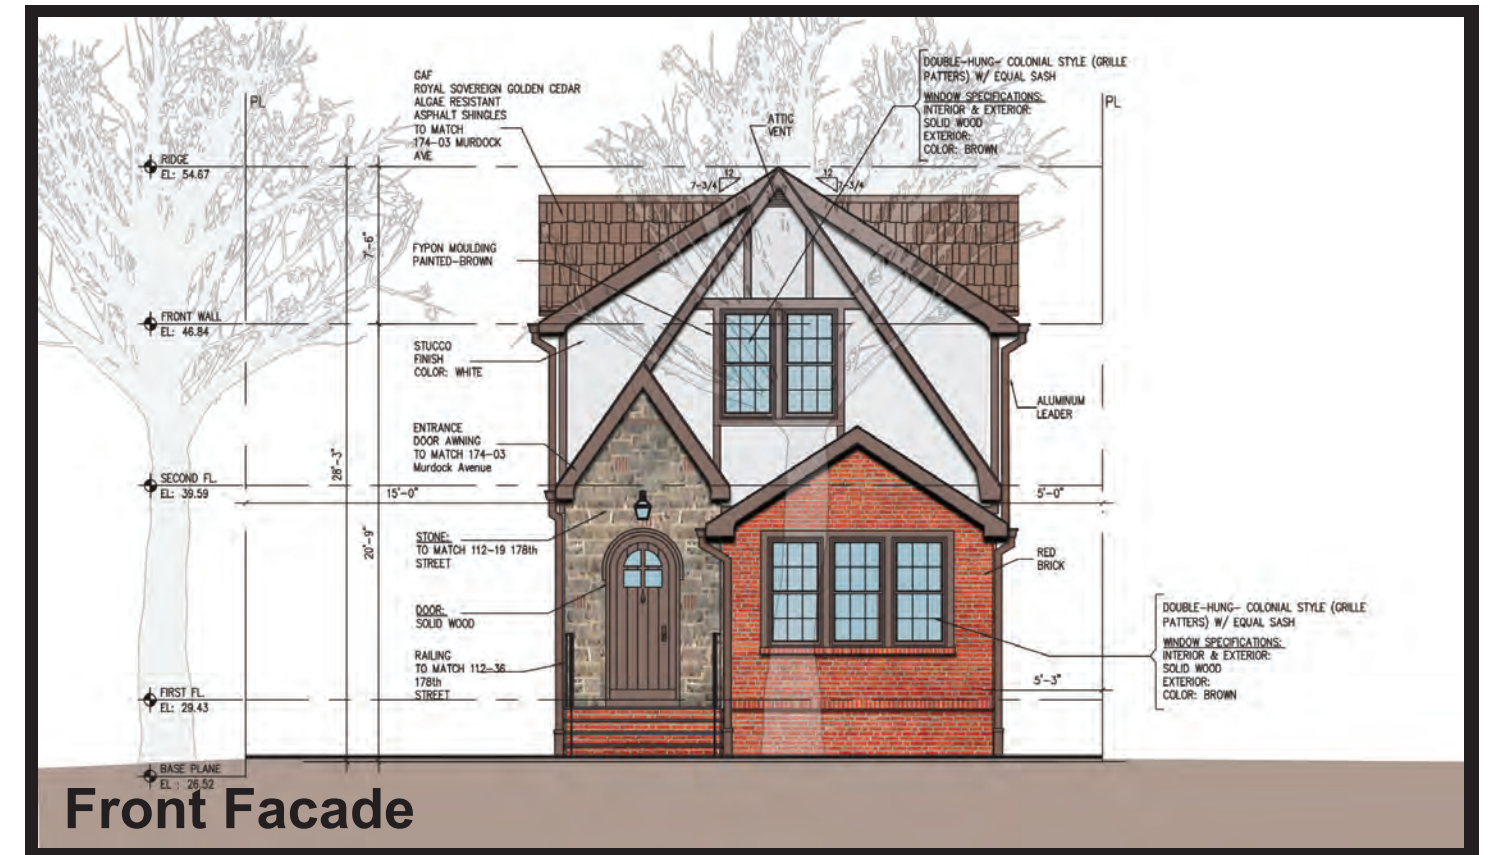 GAF
ROYAL SOVEREIGN GOLDEN CEDAR
ALGAE RESISTANT
ASPHALT SHINGLES
TO MATCH
174-03 MURDOCK
AVE
DOUBLE-HUNG- COLONIAL STYLE (GRILLE
PATTERS) W/ EQUAL SASH
WINDOW SPECIFICATIONS:
INTERIOR & EXTERIOR:
SOLID WOOD
EXTERIOR:
COLOR: BROWN
PL
PL
ATTIC
VENT
RIDGE
EL: 54.67
12
7-3/4
12
7-3/4
7'-6"
FYPON MOULDING
PAINTED-BROWN
FRONT WALL
EL: 46.84
STUCCO
FINISH
COLOR: WHITE
ALUMINUM
LEADER
ENTRANCE
DOOR AWNING
TO MATCH 174-03
Murdock Avenue
28'-3"
SECOND FL.
EL: 39.59
15'-0"
5'-0"
20'-9"
STONE:
TO MATCH 112-19 178th
STREET
RED
BRICK
DOOR:
SOLID WOOD
DOUBLE-HUNG- COLONIAL STYLE (GRILLE
PATTERS) W/ EQUAL SASH
WINDOW SPECIFICATIONS:
INTERIOR & EXTERIOR:
SOLID WOOD
EXTERIOR:
COLOR: BROWN
RAILING
TO MATCH 112-36
178th
STREET
5'-3"
FIRST FL.
EL: 29.43
BASE PLANE
EL : 26.52
Front Facade